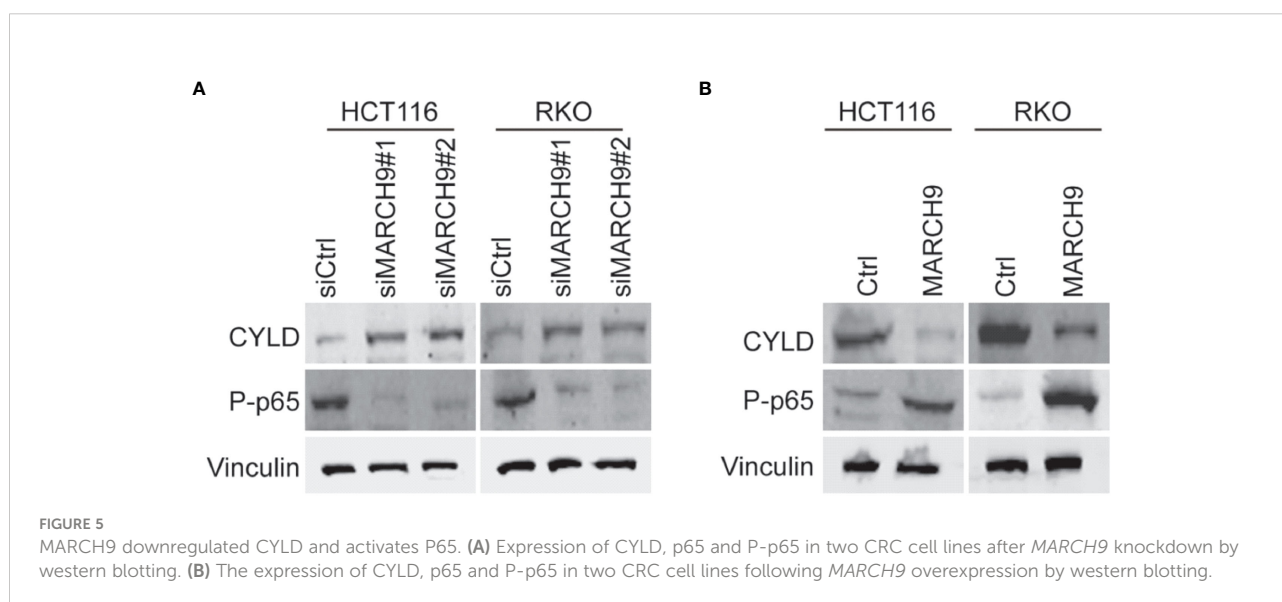 A
HCT116
RKO
siCtrl
siMARCH9#1
siMARCH9#2
siCtrl
siMARCH9#1
siMARCH9#2
CYLD
P-p65
Vinculin
B
HCT116
RKO
Ctrl
MARCH9
Ctrl
MARCH9
CYLD
P-p65
Vinculin
FIGURE 5
MARCH9 downregulated CYLD and activates P65. (A) Expression of CYLD, p65 and P-p65 in two CRC cell lines after MARCH9 knockdown by
western blotting. (B) The expression of CYLD, p65 and P-p65 in two CRC cell lines following MARCH9 overexpression by western blotting.